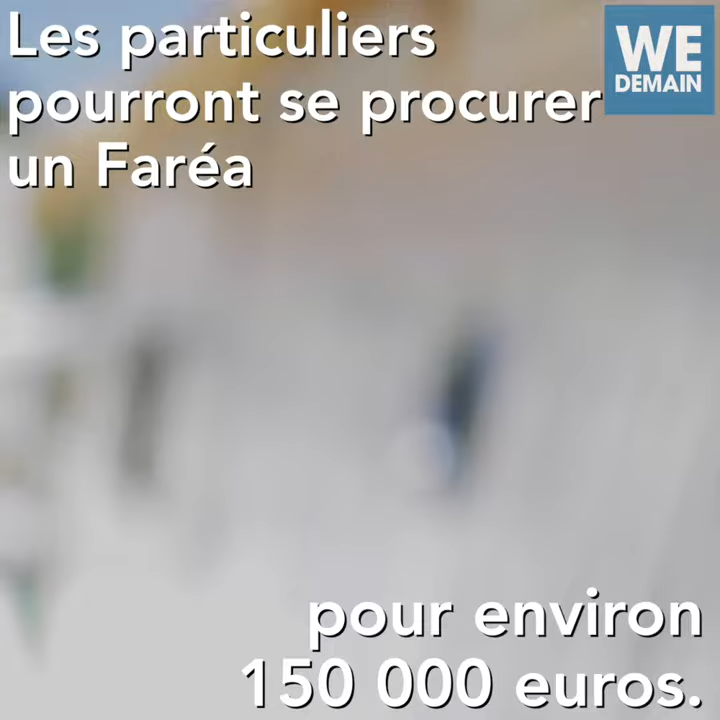 Les particuliers
pourront se procurer
un Faréa
WE
DEMAIN
pour environ
150 000 euros.